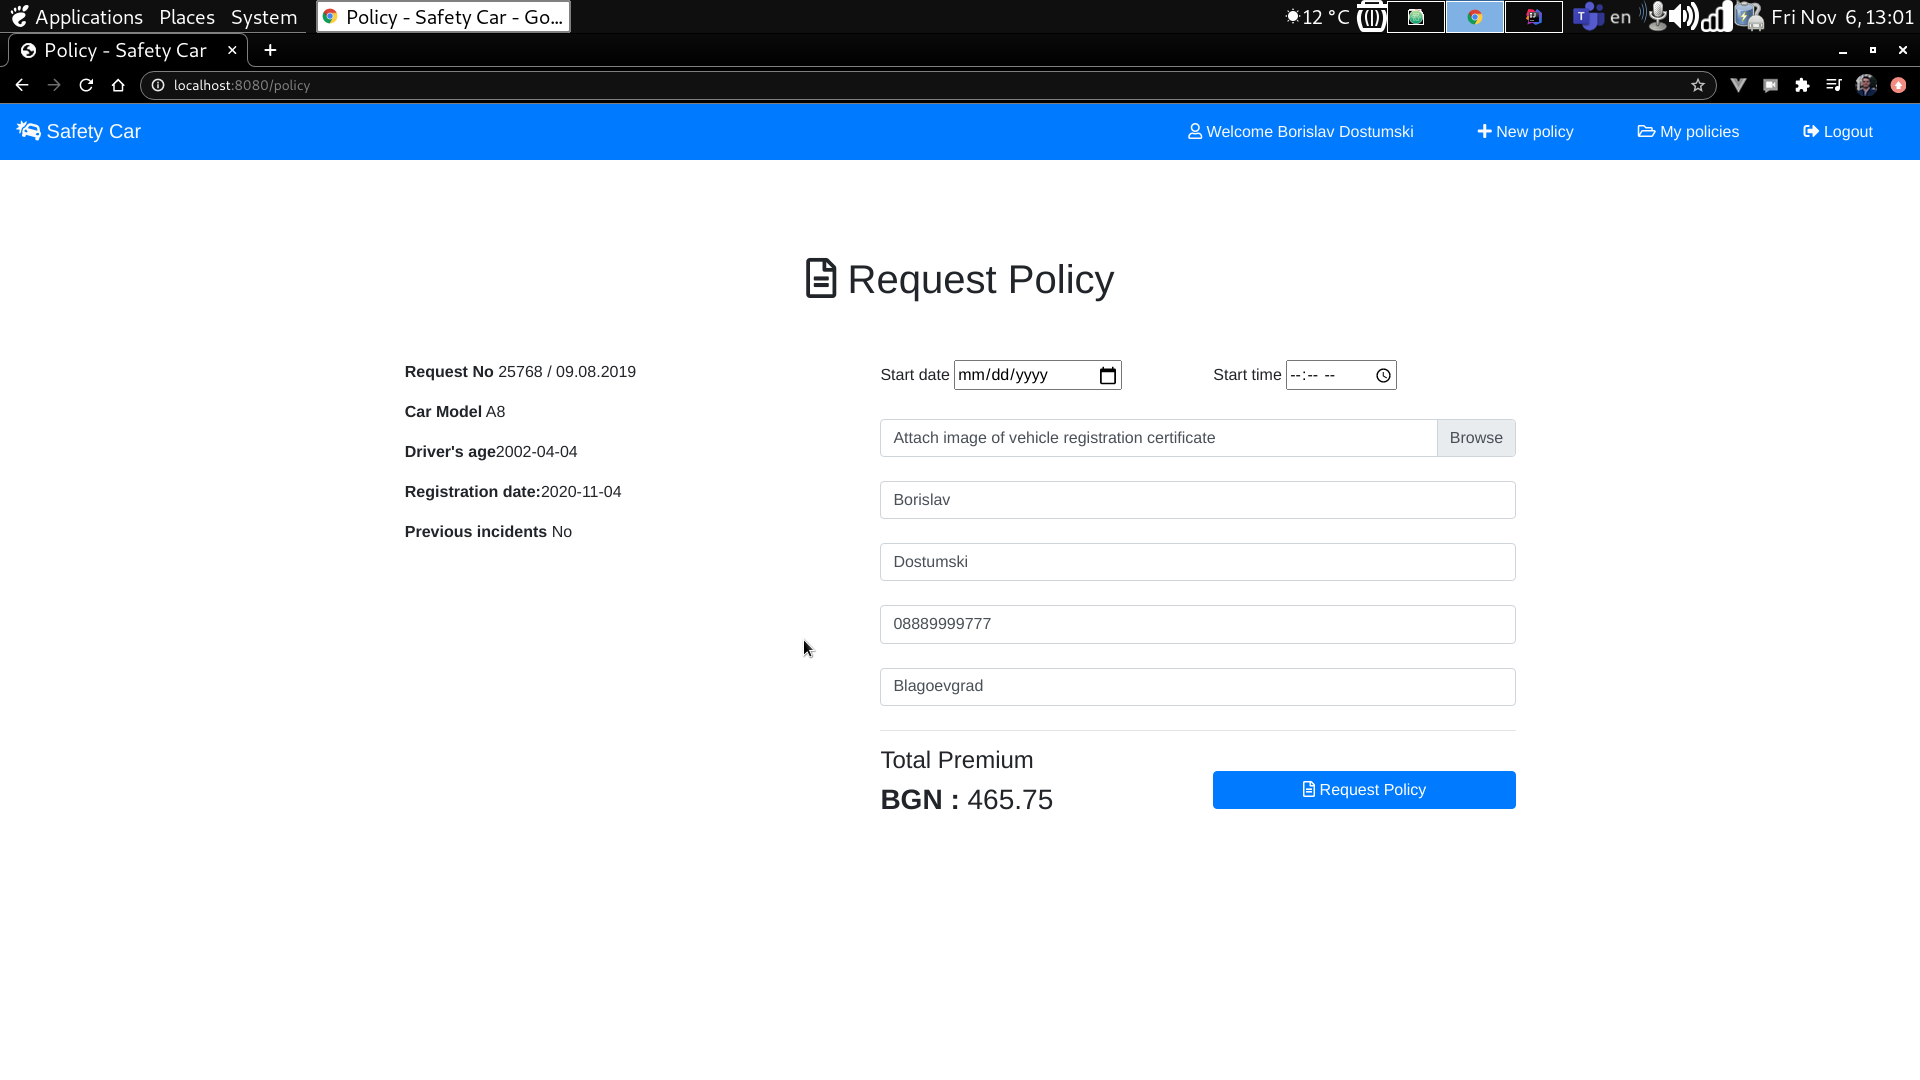 Applications Places System Policy - Safety Car - Go... 12 °C en Fri Nov 6, 13:01
Policy - Safety Car
localhost:8080/policy
Safety Car Welcome Borislav Dostumski New policy My policies Logout
Request Policy
Request No 25768 / 09.08.2019
Car Model A8
Driver's age2002-04-04
Registration date:2020-11-04
Previous incidents No
Start date mm/dd/yyyy Start time --:-- --
Attach image of vehicle registration certificate Browse
Borislav
Dostumski
08889999777
Blagoevgrad
Total Premium
BGN : 465.75
Request Policy